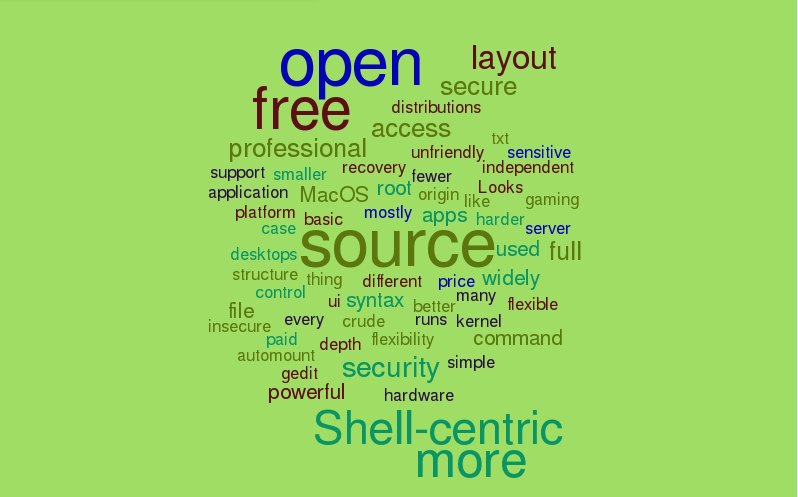 open layout
secure
free distributions
access
txt
professional unfriendly sensitive
support smaller recovery fewer independent
application MacOS root origin like Looks gaming
platform basic mostly apps harder
case source server
desktops used full
structure thing different price widely
control ui syntax many
file better flexible
insecure every crude runs kernel
paid depth flexibility command
automount security simple
gedit
powerful hardware
Shell-centric
more